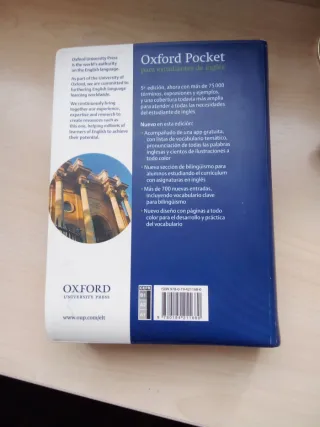 Oxford University Press
is the world's authority
on the English language.
As part of the University of
Oxford, we are committed to
furthering English language
learning worldwide.
We continuously bring
together our experience,
expertise and research to
create resources such as
this one, helping millions of
learners of English to achieve
their potential.
OXFORD
UNIVERSITY PRESS
www.oup.com/elt
Oxford Pocket
para estudiantes de inglés
5ª edición, ahora con más de 75 000
términos, expresiones y ejemplos,
y una cobertura todavía más amplia
para atender a todas las necesidades
del estudiante de inglés.
Nuevo en esta edición:
• Acompañado de una app gratuita,
con listas de vocabulario temático,
pronunciación de todas las palabras
inglesas y cientos de ilustraciones a
todo color
• Nueva sección de bilingüismo para
alumnos estudiando el curriculum
con asignaturas en inglés
• Más de 700 nuevas entradas,
incluyendo vocabulario clave
para bilingüismo
• Nuevo diseño con páginas a todo
color para el desarrollo y práctica
del vocabulario